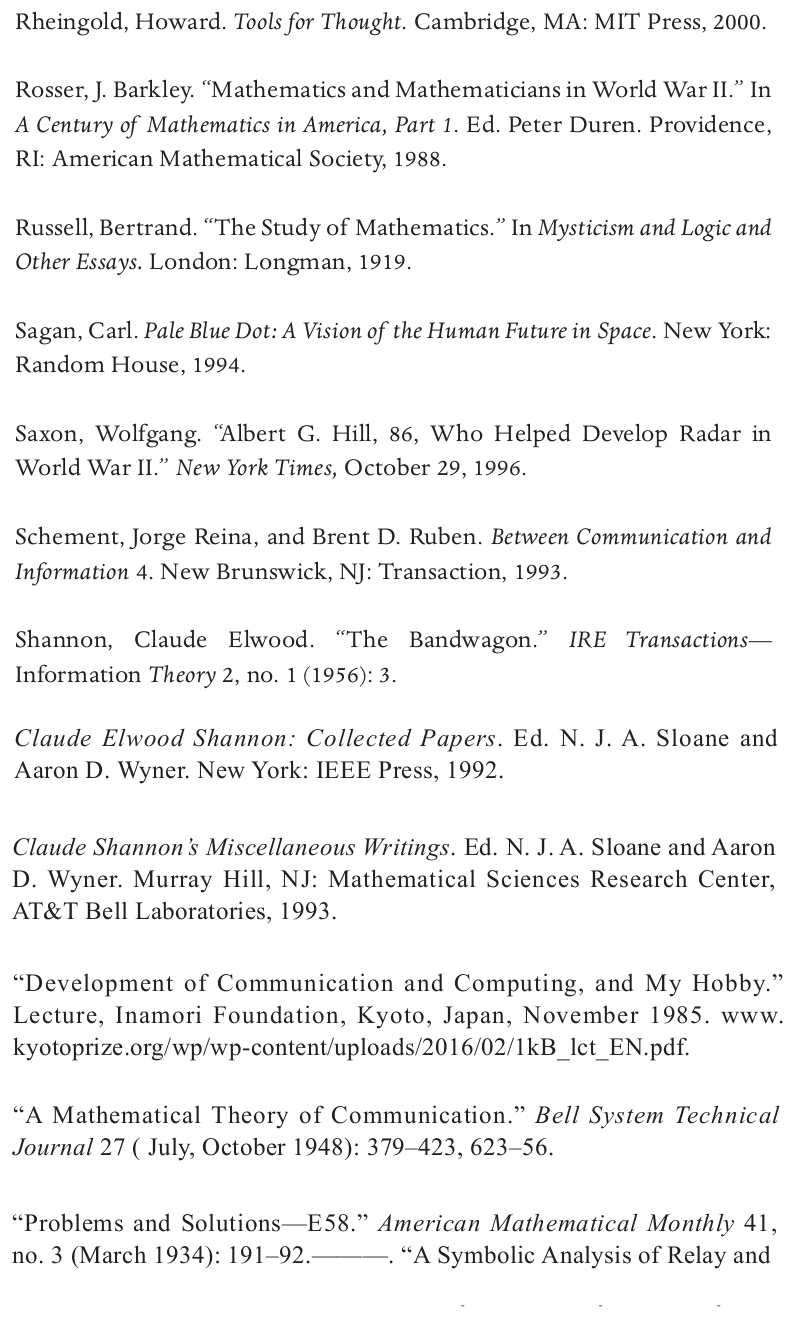 Rheingold, Howard. Tools for Thought. Cambridge, MA: MIT Press, 2000.
Rosser, J. Barkley. “Mathematics and Mathematicians in World War II.” In
A Century of Mathematics in America, Part 1. Ed. Peter Duren. Providence,
RI: American Mathematical Society, 1988.
Russell, Bertrand. “The Study of Mathematics.” In Mysticism and Logic and
Other Essays. London: Longman, 1919.
Sagan, Carl. Pale Blue Dot: A Vision of the Human Future in Space. New York:
Random House, 1994.
Saxon, Wolfgang. “Albert G. Hill, 86, Who Helped Develop Radar in
World War II.” New York Times, October 29, 1996.
Schement, Jorge Reina, and Brent D. Ruben. Between Communication and
Information 4. New Brunswick, NJ: Transaction, 1993.
Shannon, Claude Elwood. “The Bandwagon.” IRE Transactions—
Information Theory 2, no. 1 (1956): 3.
Claude Elwood Shannon: Collected Papers. Ed. N. J. A. Sloane and
Aaron D. Wyner. New York: IEEE Press, 1992.
Claude Shannon’s Miscellaneous Writings. Ed. N. J. A. Sloane and Aaron
D. Wyner. Murray Hill, NJ: Mathematical Sciences Research Center,
AT&T Bell Laboratories, 1993.
“Development of Communication and Computing, and My Hobby.”
Lecture, Inamori Foundation, Kyoto, Japan, November 1985. www.
kyotoprize.org/wp/wp-content/uploads/2016/02/1kB_lct_EN.pdf.
“A Mathematical Theory of Communication.” Bell System Technical
Journal 27 ( July, October 1948): 379–423, 623–56.
“Problems and Solutions—E58.” American Mathematical Monthly 41,
no. 3 (March 1934): 191–92.———. “A Symbolic Analysis of Relay and